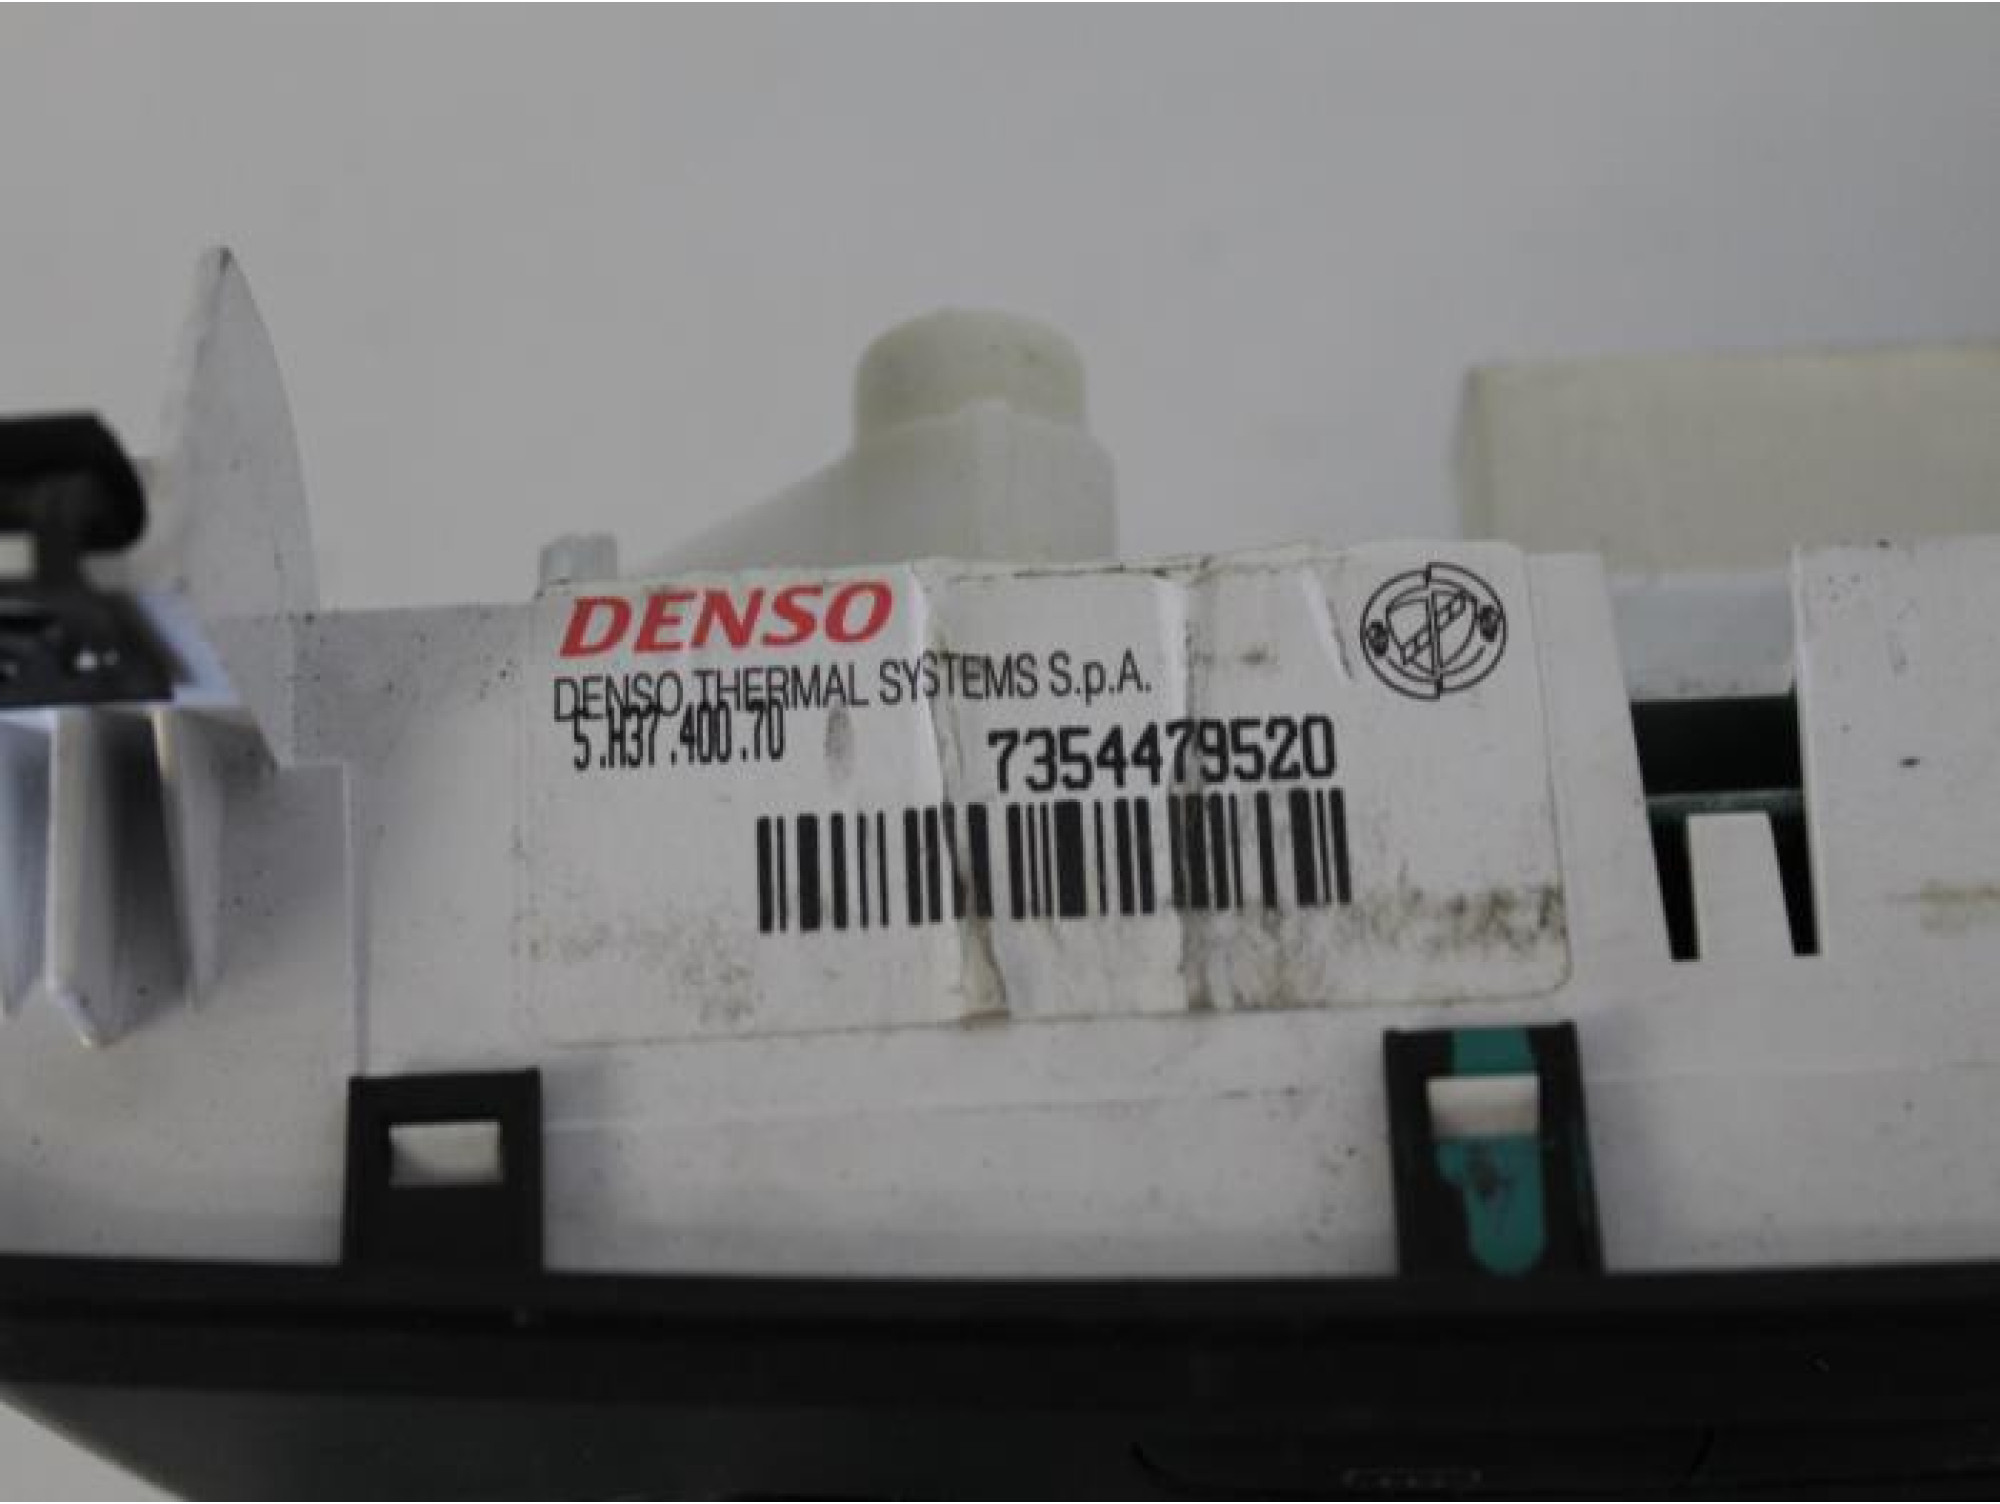 DENSO
DENSO THERMAL SYSTEMS S.p.A.
5.H37.400.70
7354479520